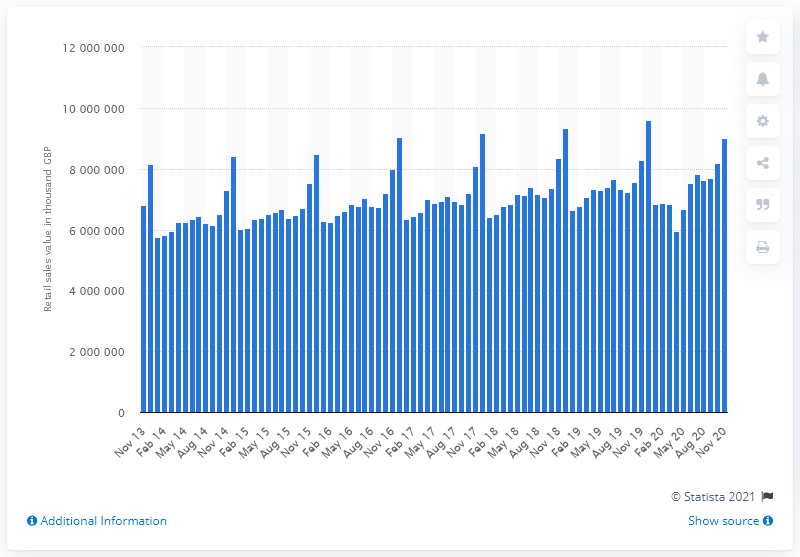 12 000 000
10 000 000
8 000 000
6 000 000
4 000 000
2 000 000
0
Retail sales value in thousand GBP
Nov 13
Feb 14
May 14
Aug 14
Nov 14
Feb 15
May 15
Aug 15
Nov 15
Feb 16
May 16
Aug 16
Nov 16
Feb 17
May 17
Aug 17
Nov 17
Feb 18
May 18
Aug 18
Nov 18
Feb 19
May 19
Aug 19
Nov 19
Feb 20
May 20
Aug 20
Nov 20
© Statista 2021
Additional Information
Show source